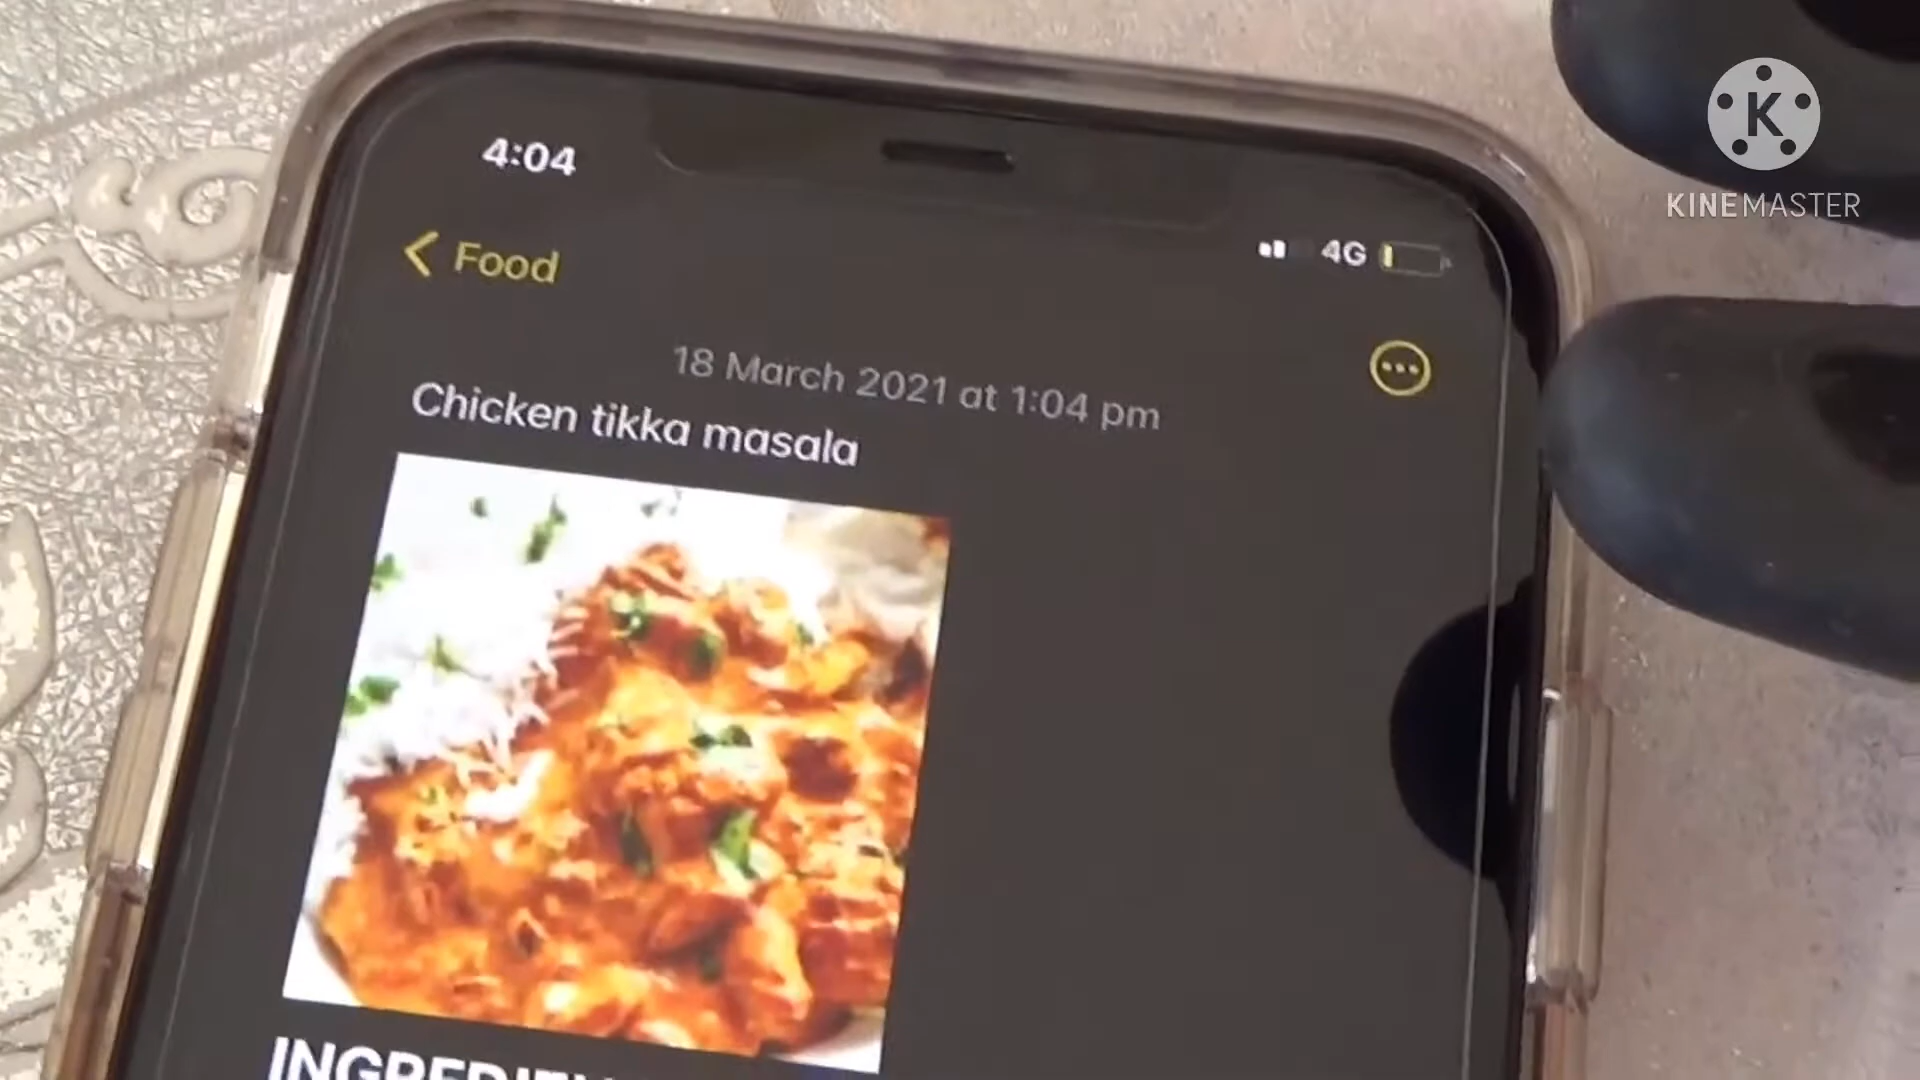 4:04
4G
K
KINEMASTER
Food
18 March 2021 at 1:04 pm
Chicken tikka masala